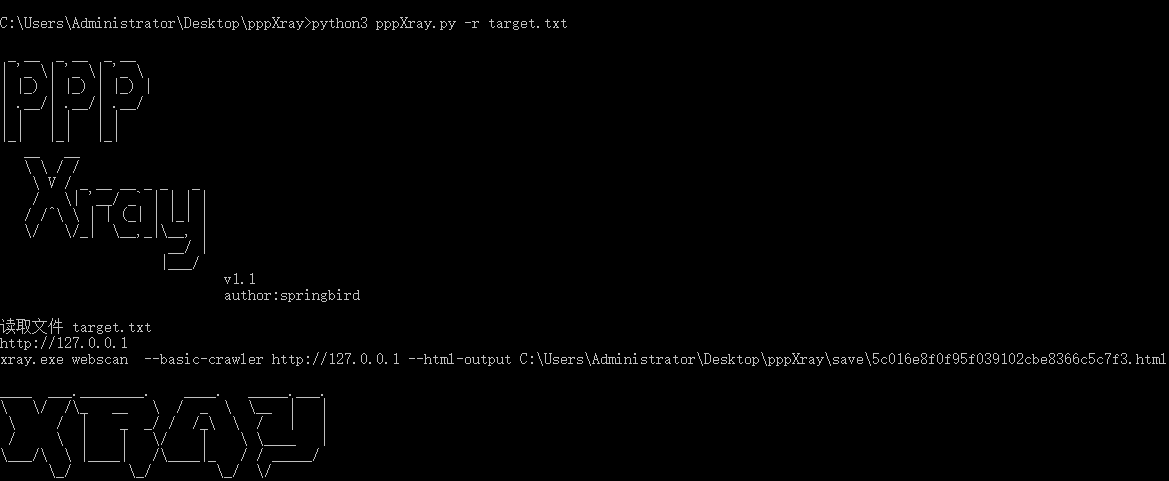 C:\Users\Administrator\Desktop\pppXray>python3 pppXray.py -r target.txt
ppp
Xray
v1.1
author:springbird
读取文件 target.txt
http://127.0.0.1
xray.exe webscan  --basic-crawler http://127.0.0.1 --html-output C:\Users\Administrator\Desktop\pppXray\save\5c016e8f0f95f039102cbe8366c5c7f3.html
XRAY